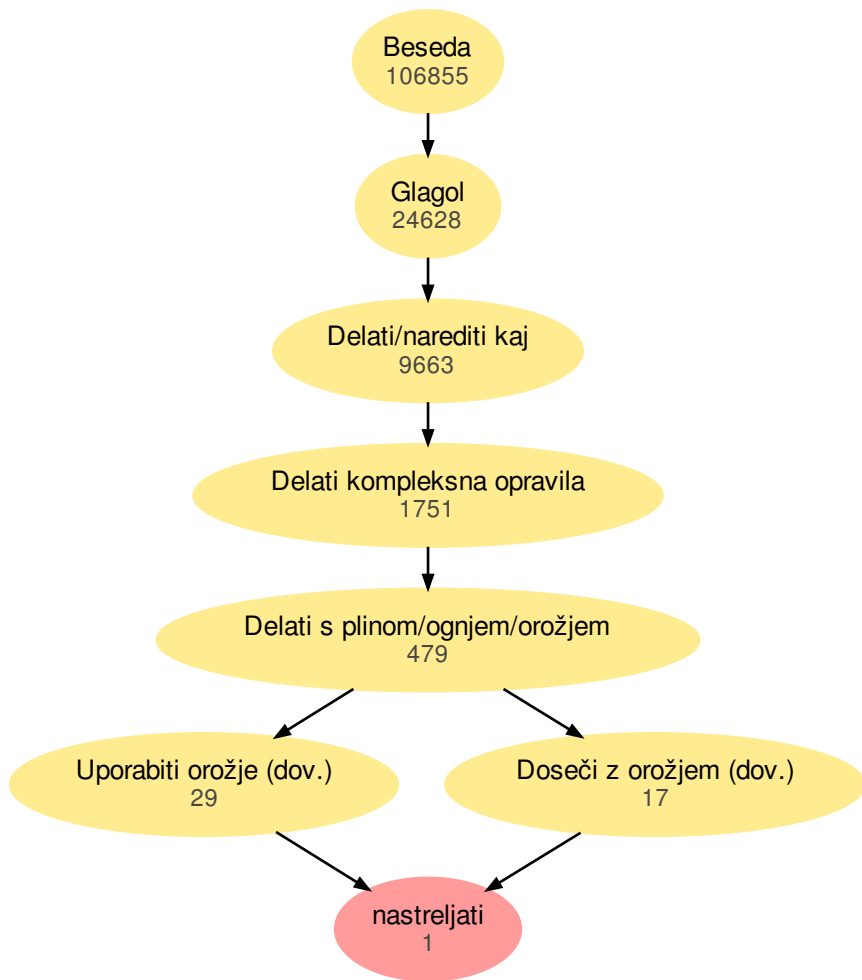 Beseda
106855
Glagol
24628
Delati/narediti kaj
9663
Delati kompleksna opravila
1751
Delati s plinom/ognjem/orožjem
479
Uporabiti orožje (dov.)
29
Doseči z orožjem (dov.)
17
nastreljati
1